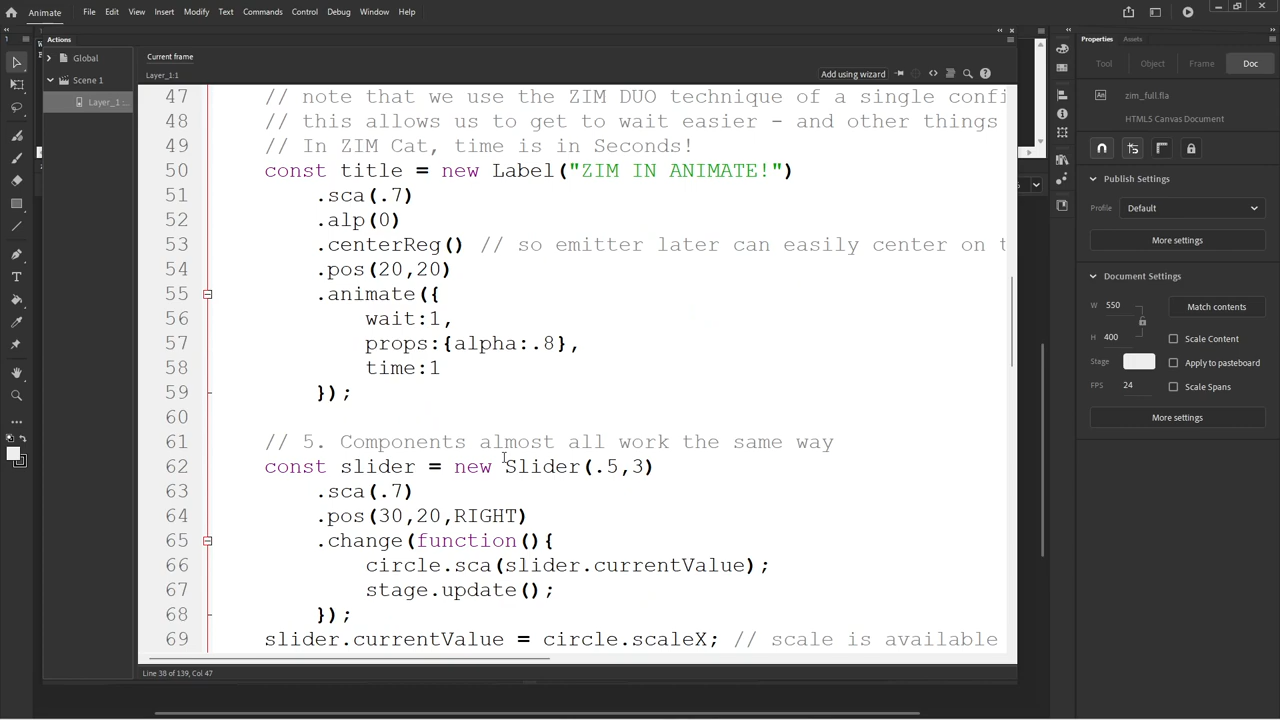 Animate File Edit View Insert Modify Text Commands Control Debug Window Help
Actions
Properties Assets
Global
Current frame
Scene 1
Tool Object Frame Doc
Layer_1:1
Add using wizard
Layer_1 :...
zim_full.fla
HTML5 Canvas Document
Publish Settings
Profile Default
More settings
Document Settings
W 550 Match contents
H 400 Scale Content
Stage Apply to pasteboard
FPS 24 Scale Spans
More settings
47 // note that we use the ZIM DUO technique of a single confi
48 // this allows us to get to wait easier - and other things
49 // In ZIM Cat, time is in Seconds!
50 const title = new Label("ZIM IN ANIMATE!")
51 .sca(.7)
52 .alp(0)
53 .centerReg() // so emitter later can easily center on t
54 .pos(20,20)
55 .animate({
56 wait:1,
57 props:{alpha:.8},
58 time:1
59 });
60
61 // 5. Components almost all work the same way
62 const slider = new Slider(.5,3)
63 .sca(.7)
64 .pos(30,20,RIGHT)
65 .change(function(){
66 circle.sca(slider.currentValue);
67 stage.update();
68 });
69 slider.currentValue = circle.scaleX; // scale is available
Line 38 of 139, Col 47